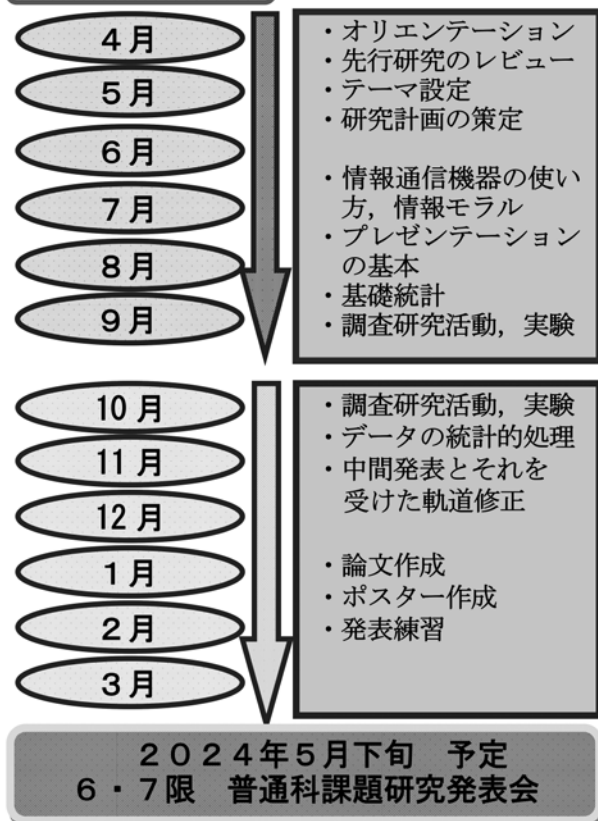 4月
5月
6月
7月
8月
9月
・オリエンテーション
・先行研究のレビュー
・テーマ設定
・研究計画の策定
・情報通信機器の使い
方，情報モラル
・プレゼンテーション
の基本
・基礎統計
・調査研究活動，実験
10月
11月
12月
1月
2月
3月
・調査研究活動，実験
・データの統計的処理
・中間発表とそれを
受けた軌道修正
・論文作成
・ポスター作成
・発表練習
２０２４年５月下旬　予定
６・７限　普通科課題研究発表会